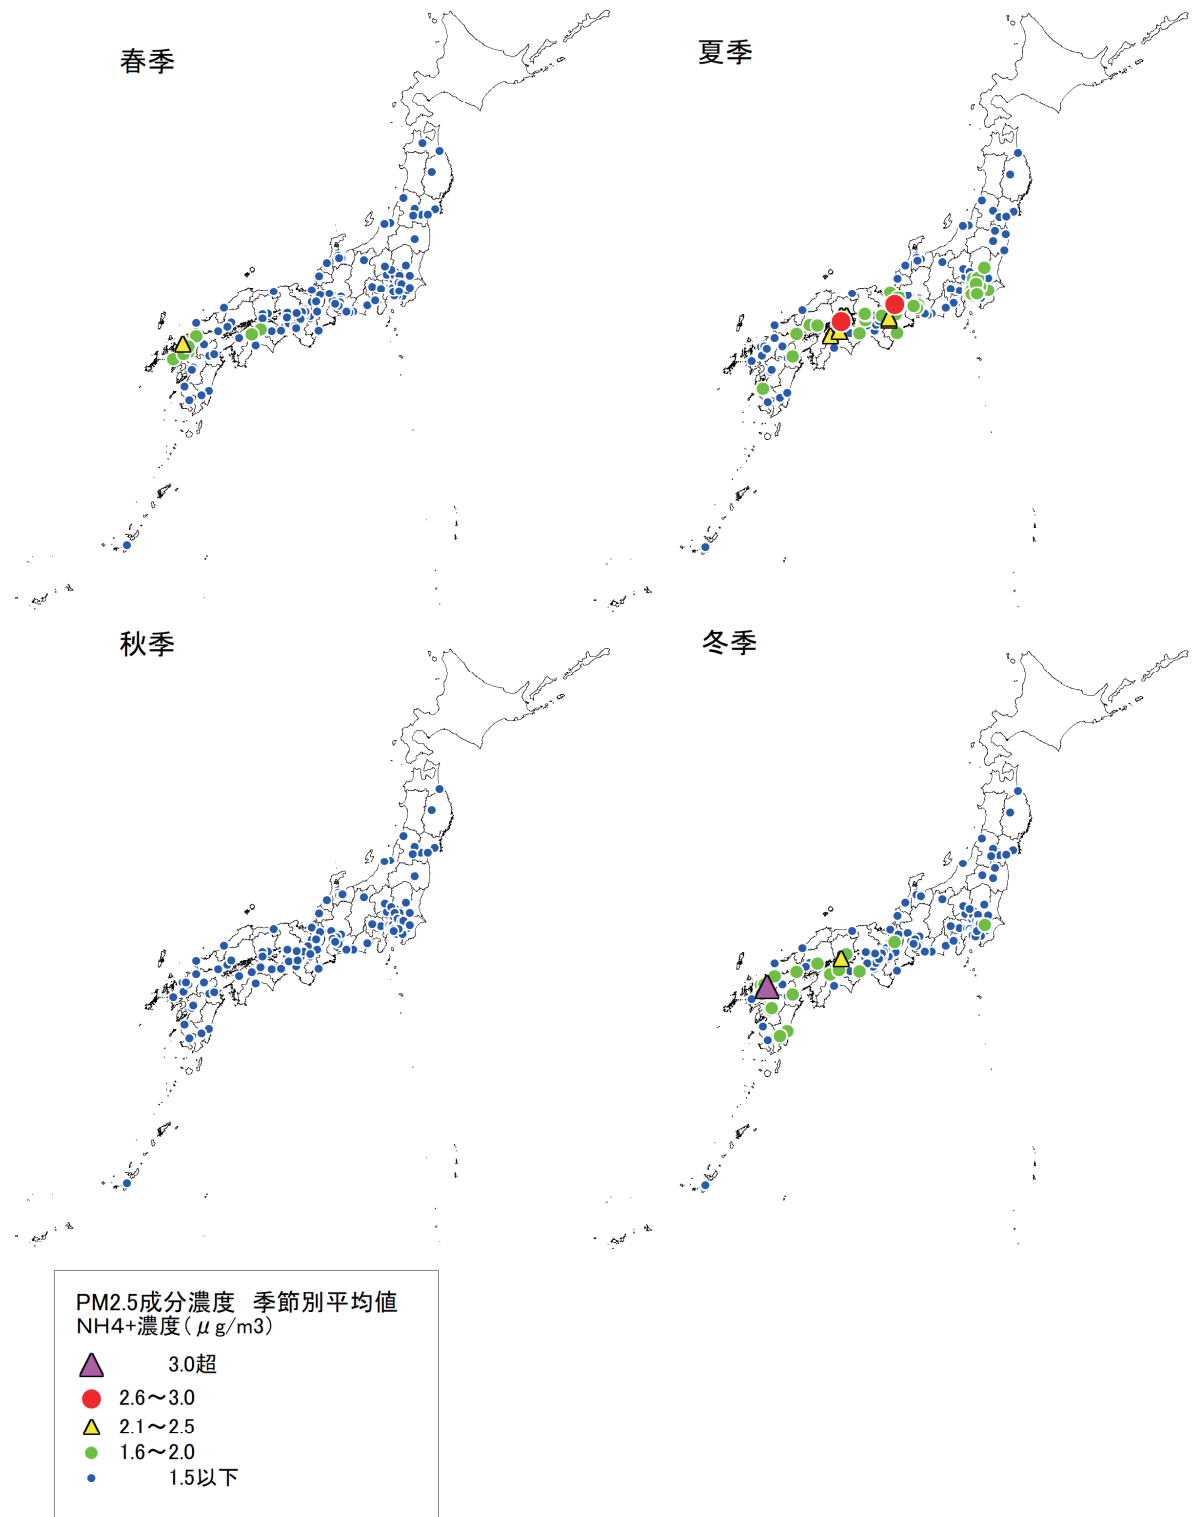 春季
夏季
秋季
冬季
PM2.5成分濃度　季節別平均値
NH4+濃度(μg/m3)
3.0超
2.6～3.0
2.1～2.5
1.6～2.0
1.5以下